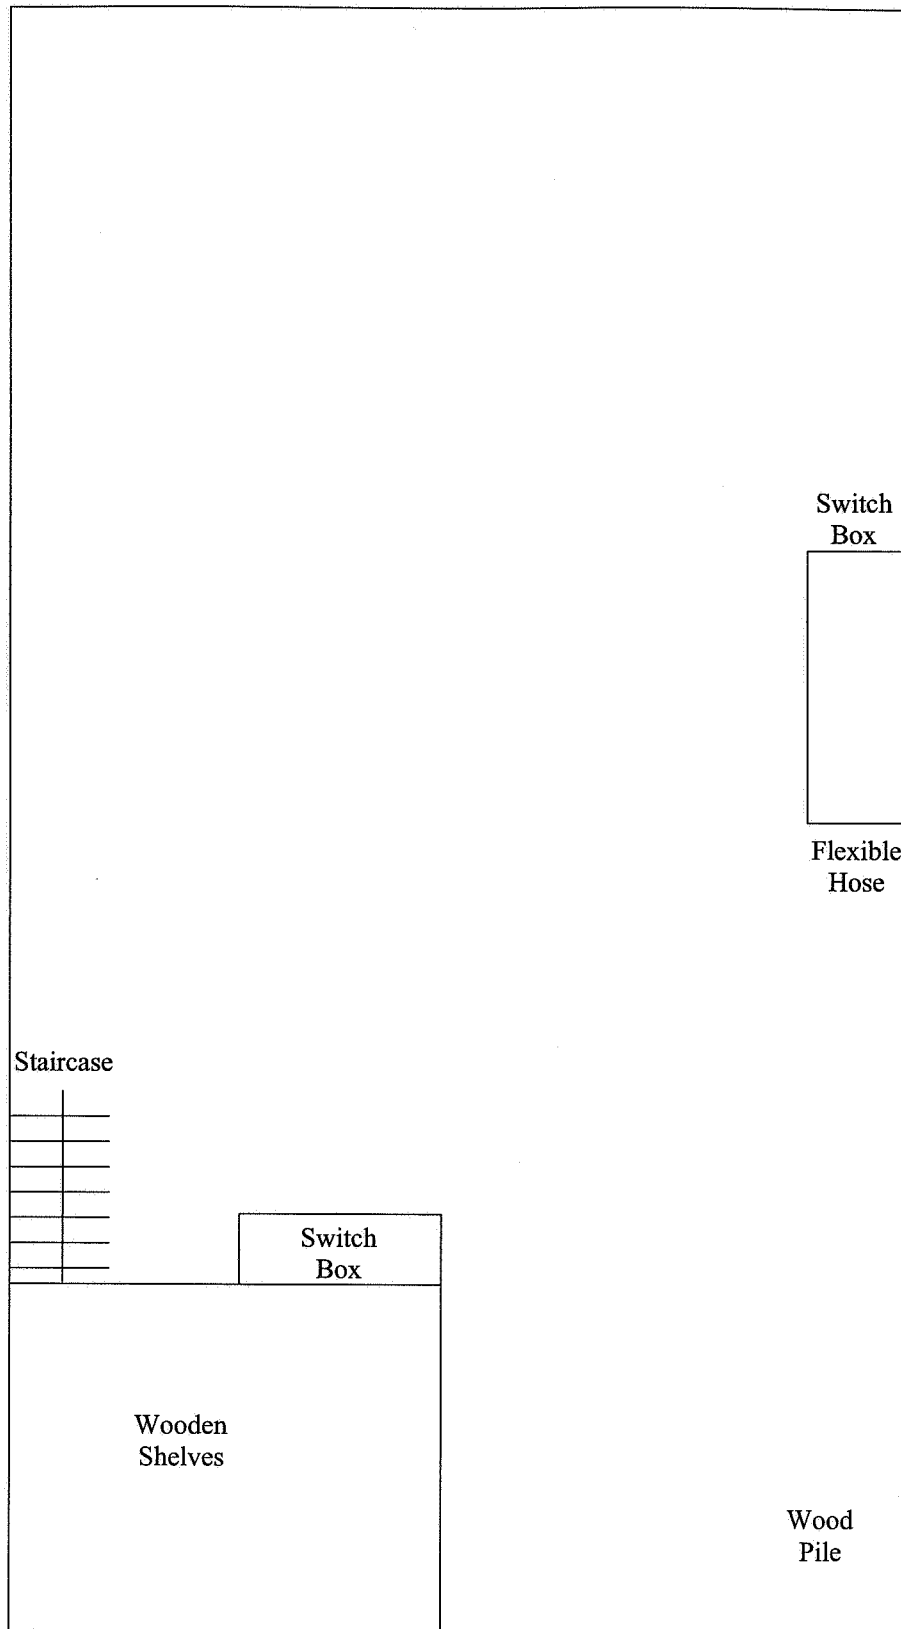 Switch
Box
Flexible
Hose
Staircase
Switch
Box
Wooden
Shelves
Wood
Pile